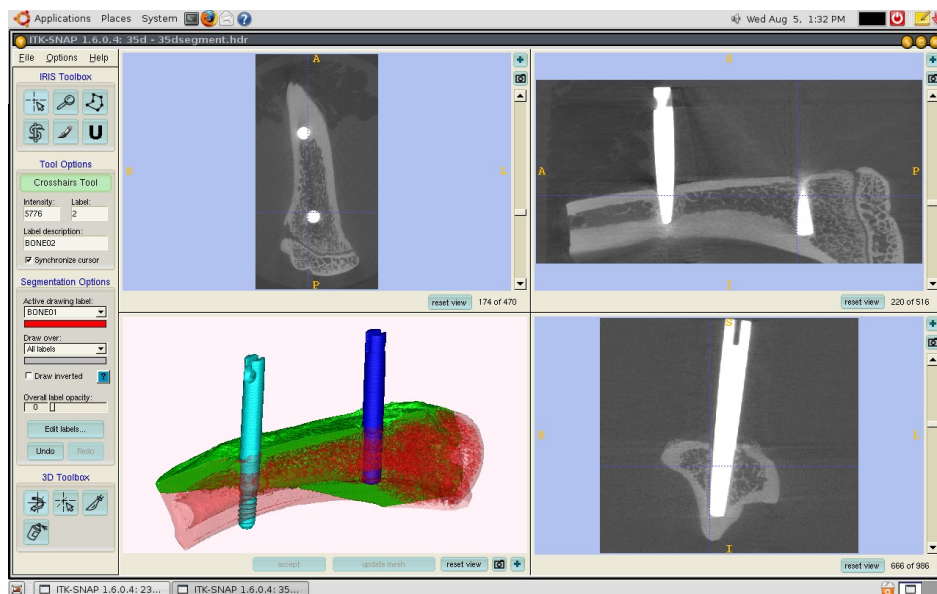 Applications Places System
Wed Aug 5, 1:32 PM
ITK-SNAP 1.6.0.4: 35d - 35dsegment.hdr
File Options Help
IRIS Toolbox
Tool Options
Crosshairs Tool
Intensity: Label:
5776 2
Label description:
BONE02
Synchronize cursor
Segmentation Options
Active drawing label:
BONE01
Draw over:
All labels
Draw inverted ?
Overall label opacity:
0
Edit labels...
Undo Redo
3D Toolbox
A
R L
P
reset view 174 of 470
A P
I
reset view 220 of 516
accept update mesh reset view
S
R L
I
reset view 666 of 986
ITK-SNAP 1.6.0.4: 23... ITK-SNAP 1.6.0.4: 35...